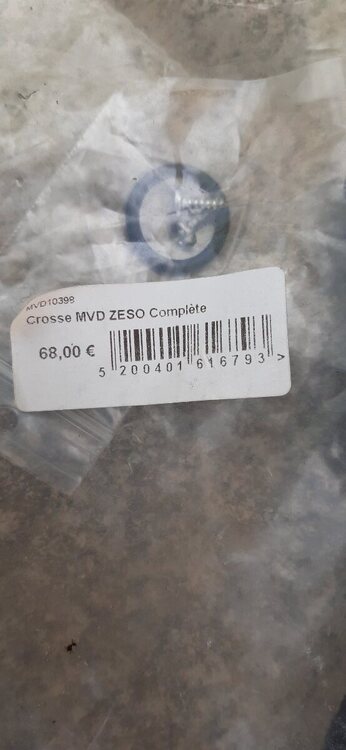 MVD10398
Crosse MVD ZESO Complète
68,00 €
5 200401 616793 >